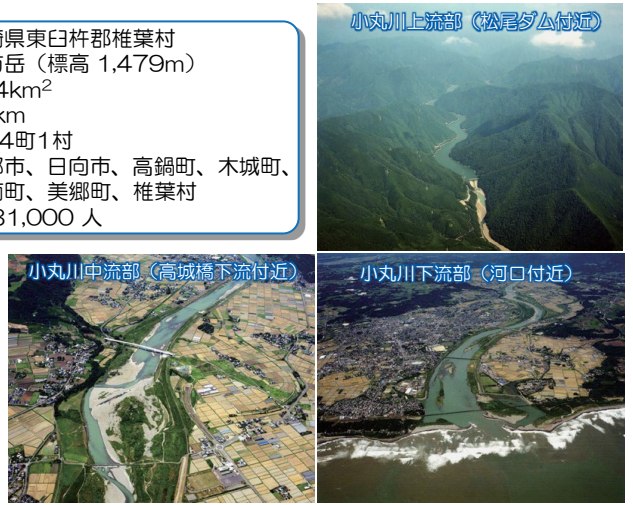 崎県東臼杵郡椎葉村
岳（標高 1,479m）
4km²
km
4町1村
市、日向市、高鍋町、木城町、
町、美郷町、椎葉村
31,000 人
小丸川上流部（松尾ダム付近）
小丸川中流部（高城橋下流付近）
小丸川下流部（河口付近）